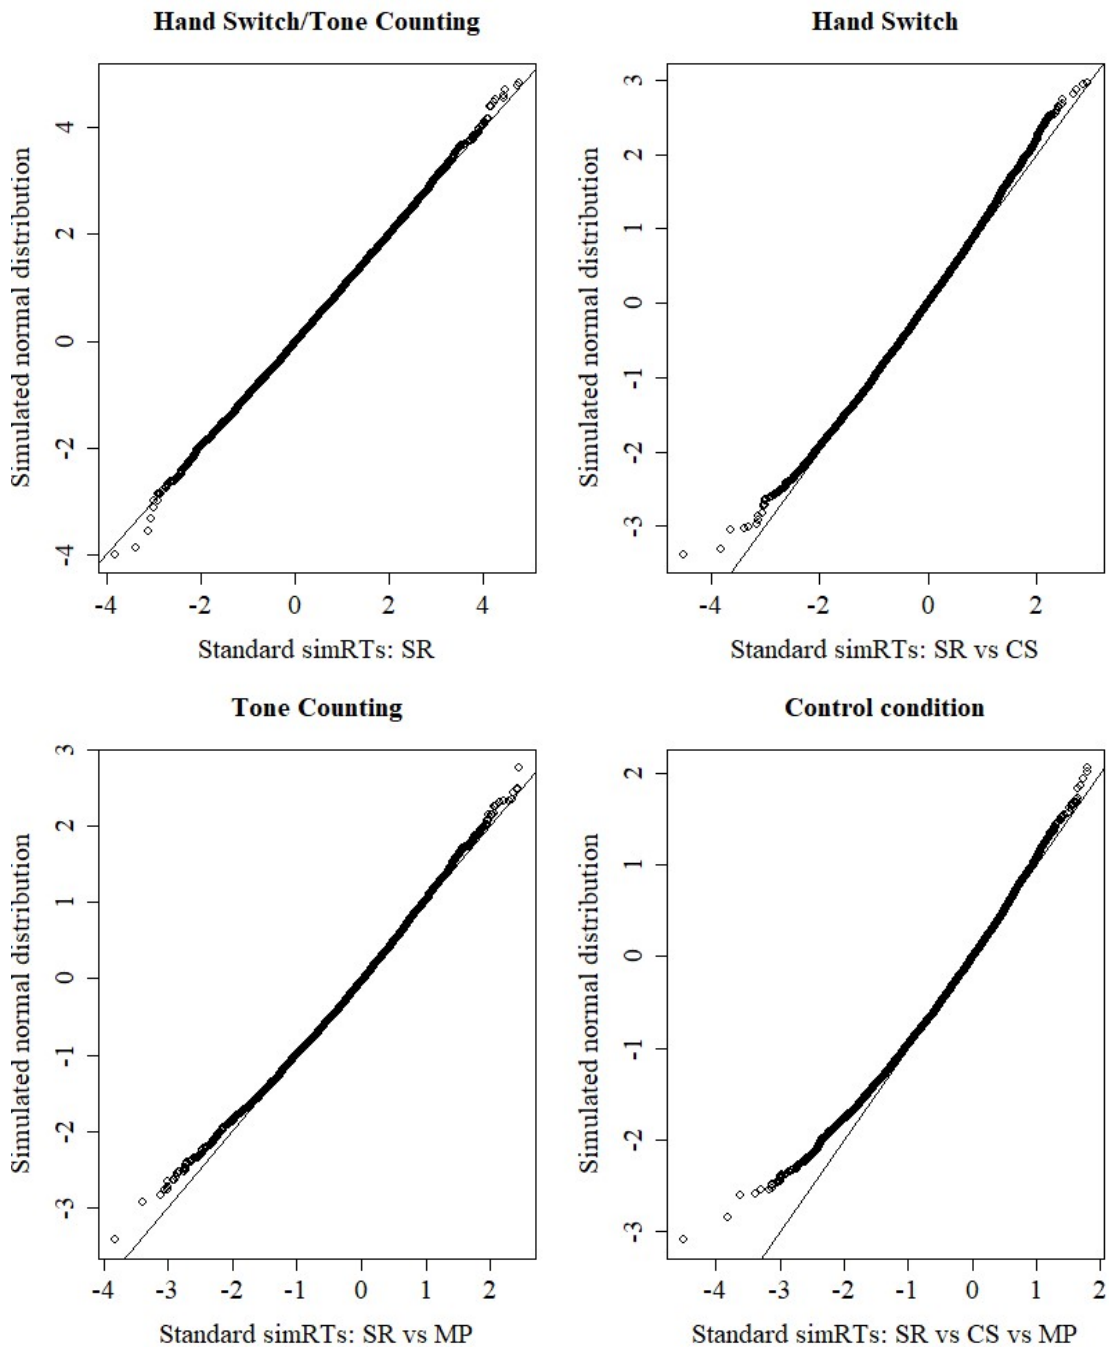 Hand Switch/Tone Counting
Simulated normal distribution
4
2
0
-2
-4
-4 -2 0 2 4
Standard simRTs: SR
Hand Switch
Simulated normal distribution
3
2
1
0
-1
-2
-3
-4 -2 0 2
Standard simRTs: SR vs CS
Tone Counting
Simulated normal distribution
3
2
1
0
-1
-2
-3
-4 -3 -2 -1 0 1 2
Standard simRTs: SR vs MP
Control condition
Simulated normal distribution
2
1
0
-1
-2
-3
-4 -3 -2 -1 0 1 2
Standard simRTs: SR vs CS vs MP